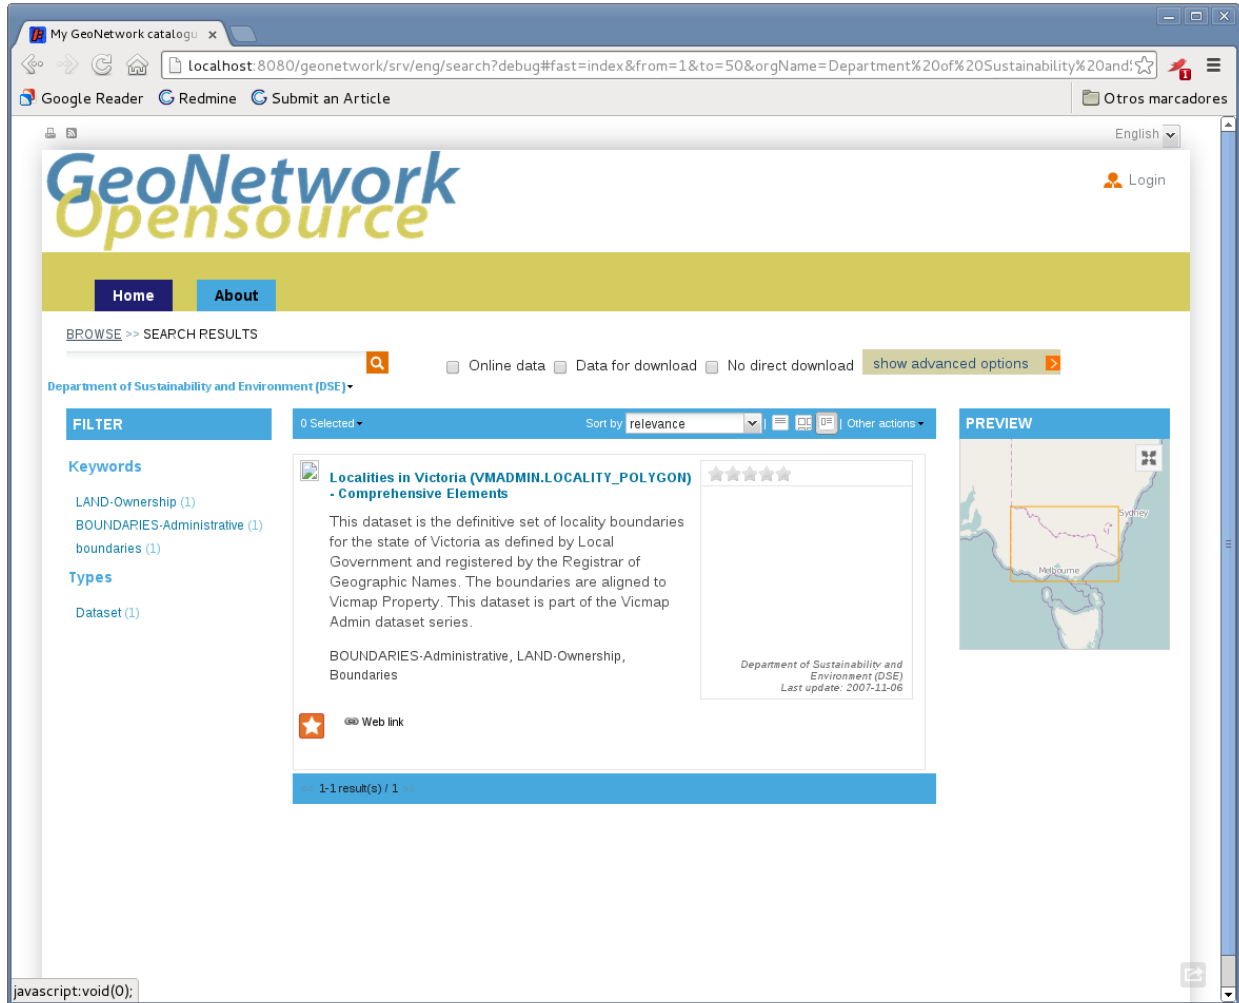 My GeoNetwork catalogu
localhost:8080/geonetwork/srv/eng/search?debug#fast=index&from=1&to=50&orgName=Department%20of%20Sustainability%20and
1
Google Reader Redmine Submit an Article Otros marcadores
English
GeoNetwork
Opensource
Login
Home About
BROWSE >> SEARCH RESULTS
Online data Data for download No direct download show advanced options
Department of Sustainability and Environment (DSE)
FILTER
0 Selected Sort by relevance | | Other actions
PREVIEW
Keywords
LAND-Ownership (1)
BOUNDARIES-Administrative (1)
boundaries (1)
Types
Dataset (1)
Localities in Victoria (VMADMIN.LOCALITY_POLYGON)
- Comprehensive Elements
This dataset is the definitive set of locality boundaries
for the state of Victoria as defined by Local
Government and registered by the Registrar of
Geographic Names. The boundaries are aligned to
Vicmap Property. This dataset is part of the Vicmap
Admin dataset series.
BOUNDARIES-Administrative, LAND-Ownership,
Boundaries
Department of Sustainability and
Environment (DSE)
Last update: 2007-11-06
Web link
<< 1-1 result(s) / 1 >>
Sydney
Melbourne
javascript:void(0);